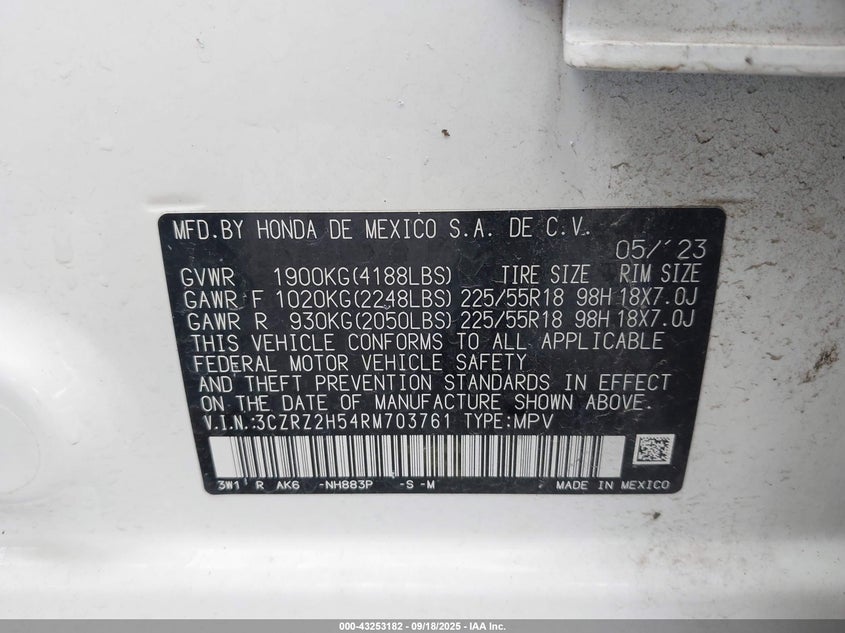 MFD.BY HONDA DE MEXICO S.A. DE C.V.
05/'23
GVWR 1900KG(4188LBS) TIRE SIZE RIM SIZE
GAWR F 1020KG(2248LBS) 225/55R18 98H 18X7.0J
GAWR R 930KG(2050LBS) 225/55R18 98H 18X7.0J
THIS VEHICLE CONFORMS TO ALL APPLICABLE
FEDERAL MOTOR VEHICLE SAFETY
AND THEFT PREVENTION STANDARDS IN EFFECT
ON THE DATE OF MANUFACTURE SHOWN ABOVE.
V.I.N.:3CZRZ2H54RM703761 TYPE:MPV
3W1 R AK6 -NH883P -S -M MADE IN MEXICO
000-43253182 - 09/18/2025 - IAA Inc.